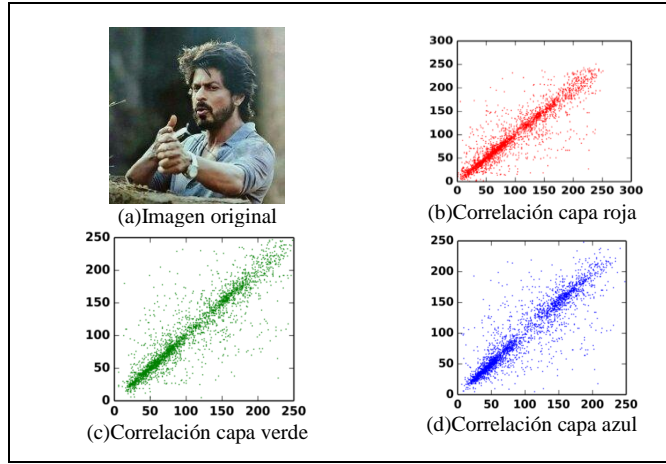 300
250
200
150
100
50
0
0 50 100 150 200 250 300
(a)Imagen original
(b)Correlación capa roja
250
200
150
100
50
0
0 50 100 150 200 250
(c)Correlación capa verde
250
200
150
100
50
0
0 50 100 150 200 250
(d)Correlación capa azul